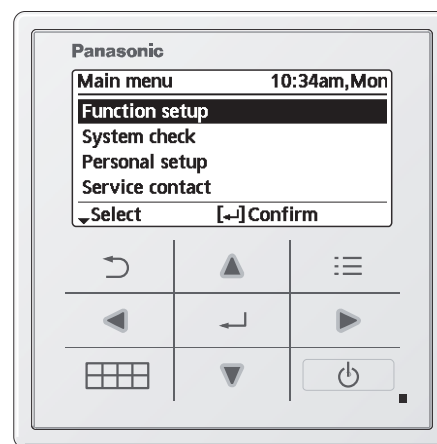 Panasonic
Main menu 10:34am,Mon
Function setup
System check
Personal setup
Service contact
Select [↵]Confirm